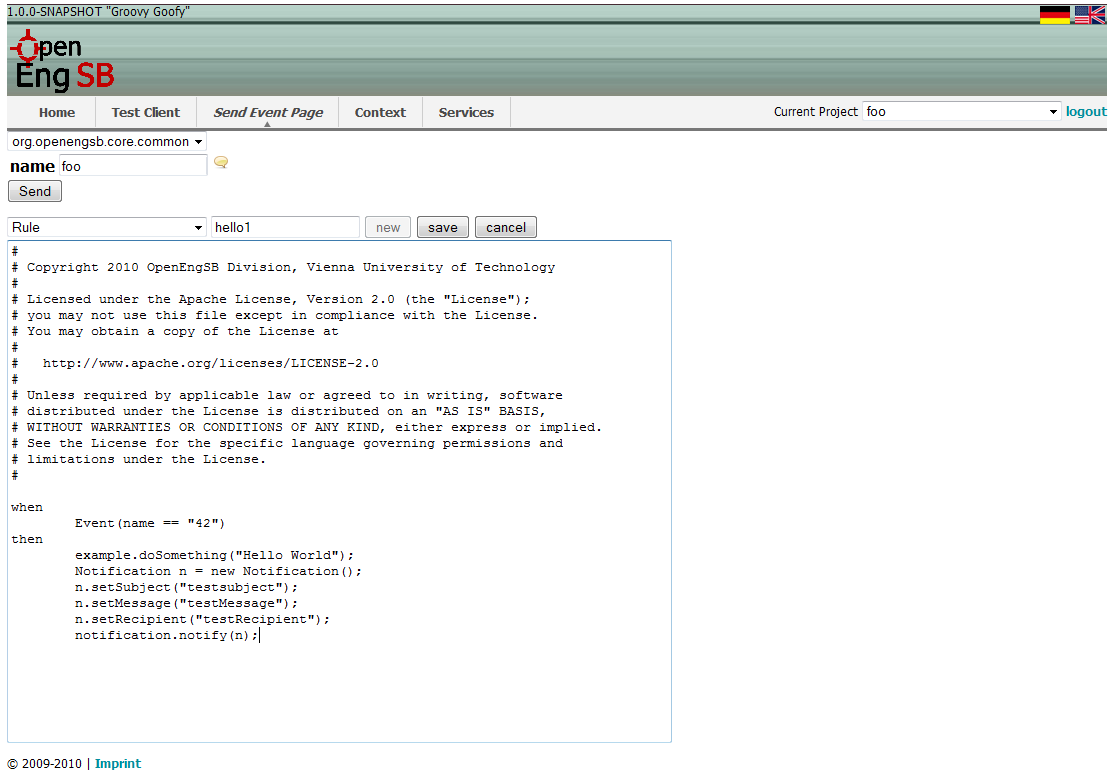 1.0.0-SNAPSHOT "Groovy Goofy"
Open
Eng SB
Home Test Client Send Event Page Context Services Current Project foo logout
org.openengsb.core.common
name foo
Send
Rule hello1 new save cancel
#
# Copyright 2010 OpenEngSB Division, Vienna University of Technology
#
# Licensed under the Apache License, Version 2.0 (the "License");
# you may not use this file except in compliance with the License.
# You may obtain a copy of the License at
#
#   http://www.apache.org/licenses/LICENSE-2.0
#
# Unless required by applicable law or agreed to in writing, software
# distributed under the License is distributed on an "AS IS" BASIS,
# WITHOUT WARRANTIES OR CONDITIONS OF ANY KIND, either express or implied.
# See the License for the specific language governing permissions and
# limitations under the License.
#
when
        Event(name == "42")
then
        example.doSomething("Hello World");
        Notification n = new Notification();
        n.setSubject("testsubject");
        n.setMessage("testMessage");
        n.setRecipient("testRecipient");
        notification.notify(n);
© 2009-2010 | Imprint